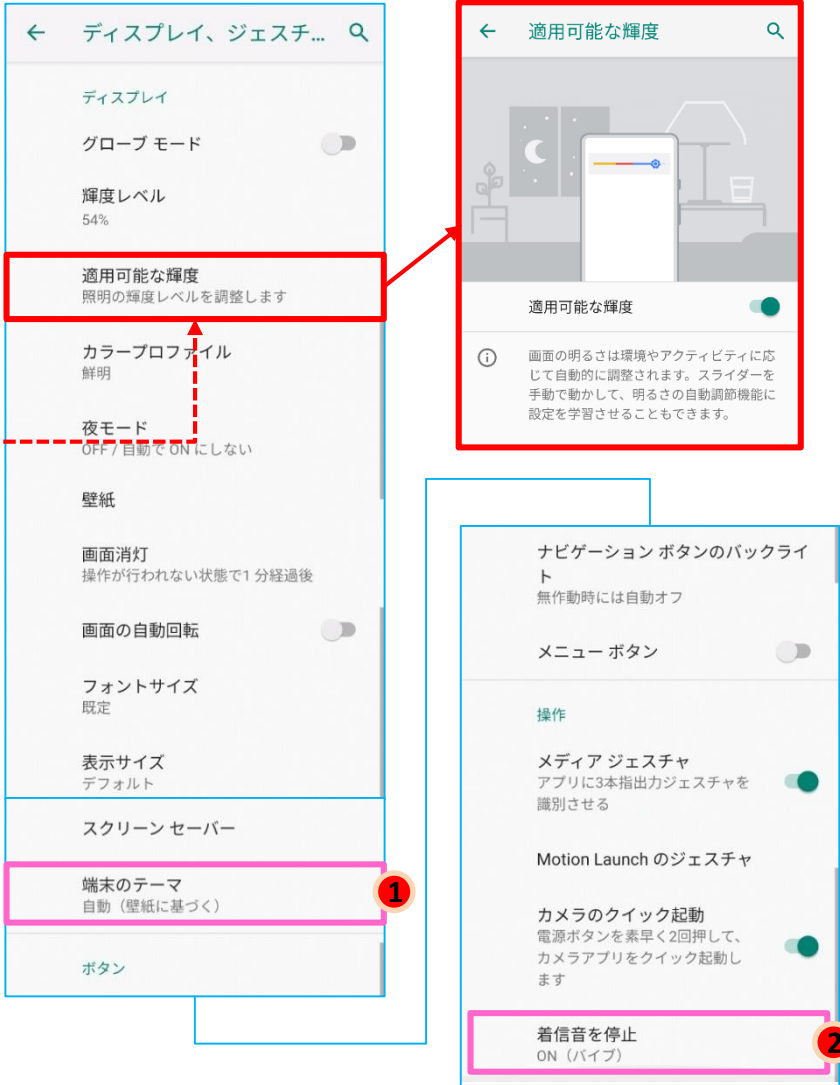 ディスプレイ、ジェスチ...
ディスプレイ
グローブ モード
輝度レベル
54%
適用可能な輝度
照明の輝度レベルを調整します
カラープロファイル
鮮明
夜モード
OFF / 自動で ON にしない
壁紙
画面消灯
操作が行われない状態で1 分経過後
画面の自動回転
フォントサイズ
既定
表示サイズ
デフォルト
スクリーン セーバー
端末のテーマ
自動（壁紙に基づく）
1
ボタン
適用可能な輝度
適用可能な輝度
画面の明るさは環境やアクティビティに応
じて自動的に調整されます。スライダーを
手動で動かして、明るさの自動調節機能に
設定を学習させることもできます。
ナビゲーション ボタンのバックライ
ト
無作動時には自動オフ
メニュー ボタン
操作
メディア ジェスチャ
アプリに3本指出力ジェスチャを
識別させる
Motion Launch のジェスチャ
カメラのクイック起動
電源ボタンを素早く2回押して、
カメラアプリをクイック起動し
ます
着信音を停止
ON（バイブ）
2